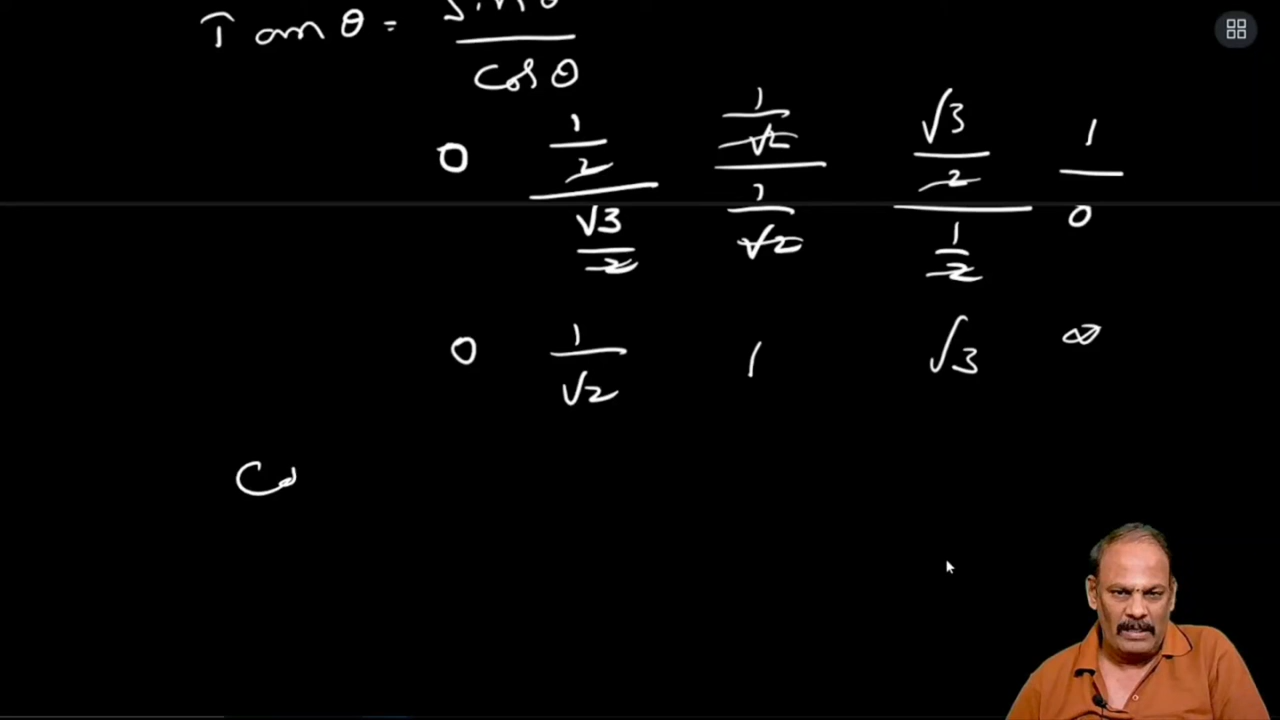 Tan θ = sin θ / cos θ
0 (1/2)/(√3/2) (1/√2)/(1/√2) (√3/2)/(1/2) 1/0
0 1/√2 1 √3 ∞